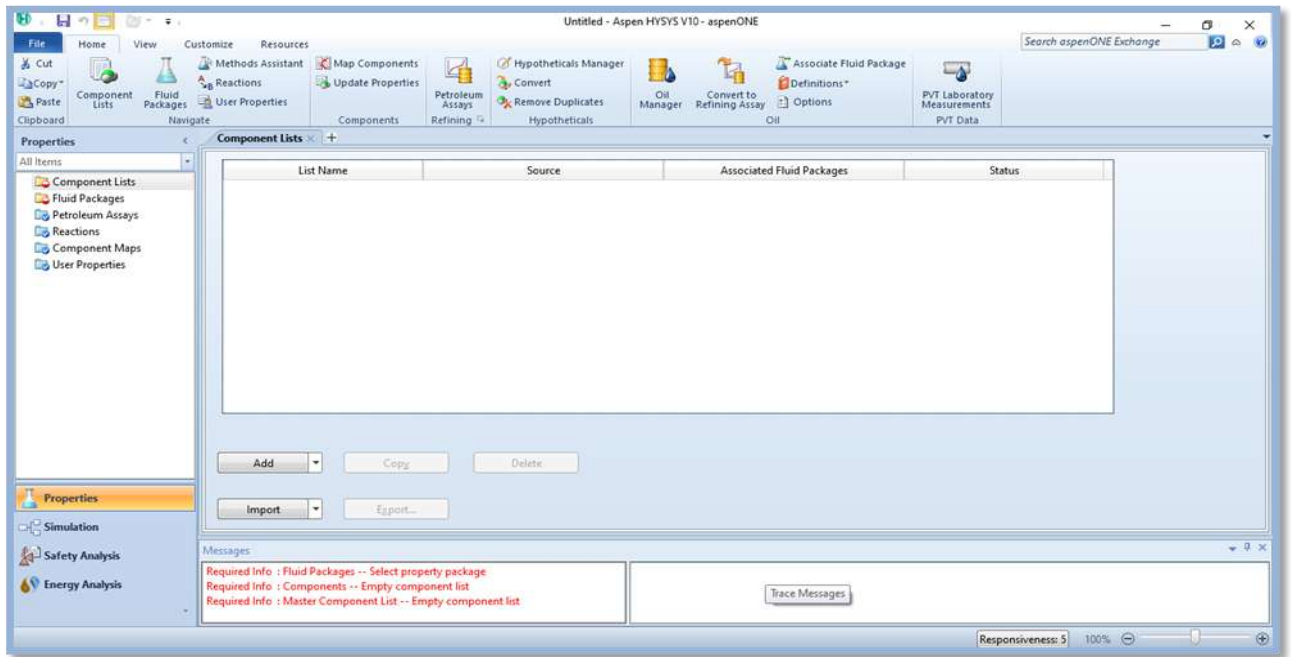 Untitled - Aspen HYSYS V10 - aspenONE
File Home View Customize Resources Search aspenONE Exchange
Cut
Copy
Paste
Clipboard
Component Lists
Fluid Packages
Methods Assistant
Reactions
User Properties
Navigate
Map Components
Update Properties
Components
Petroleum Assays
Refining
Hypotheticals Manager
Convert
Remove Duplicates
Hypotheticals
Oil Manager
Convert to Refining Assay
Associate Fluid Package
Definitions
Options
Oil
PVT Laboratory Measurements
PVT Data
Properties
All Items
Component Lists
Fluid Packages
Petroleum Assays
Reactions
Component Maps
User Properties
Properties
Simulation
Safety Analysis
Energy Analysis
Component Lists
List Name Source Associated Fluid Packages Status
Add Copy Delete
Import Export...
Messages
Required Info : Fluid Packages -- Select property package
Required Info : Components -- Empty component list
Required Info : Master Component List -- Empty component list
Trace Messages
Responsiveness: 5 100%